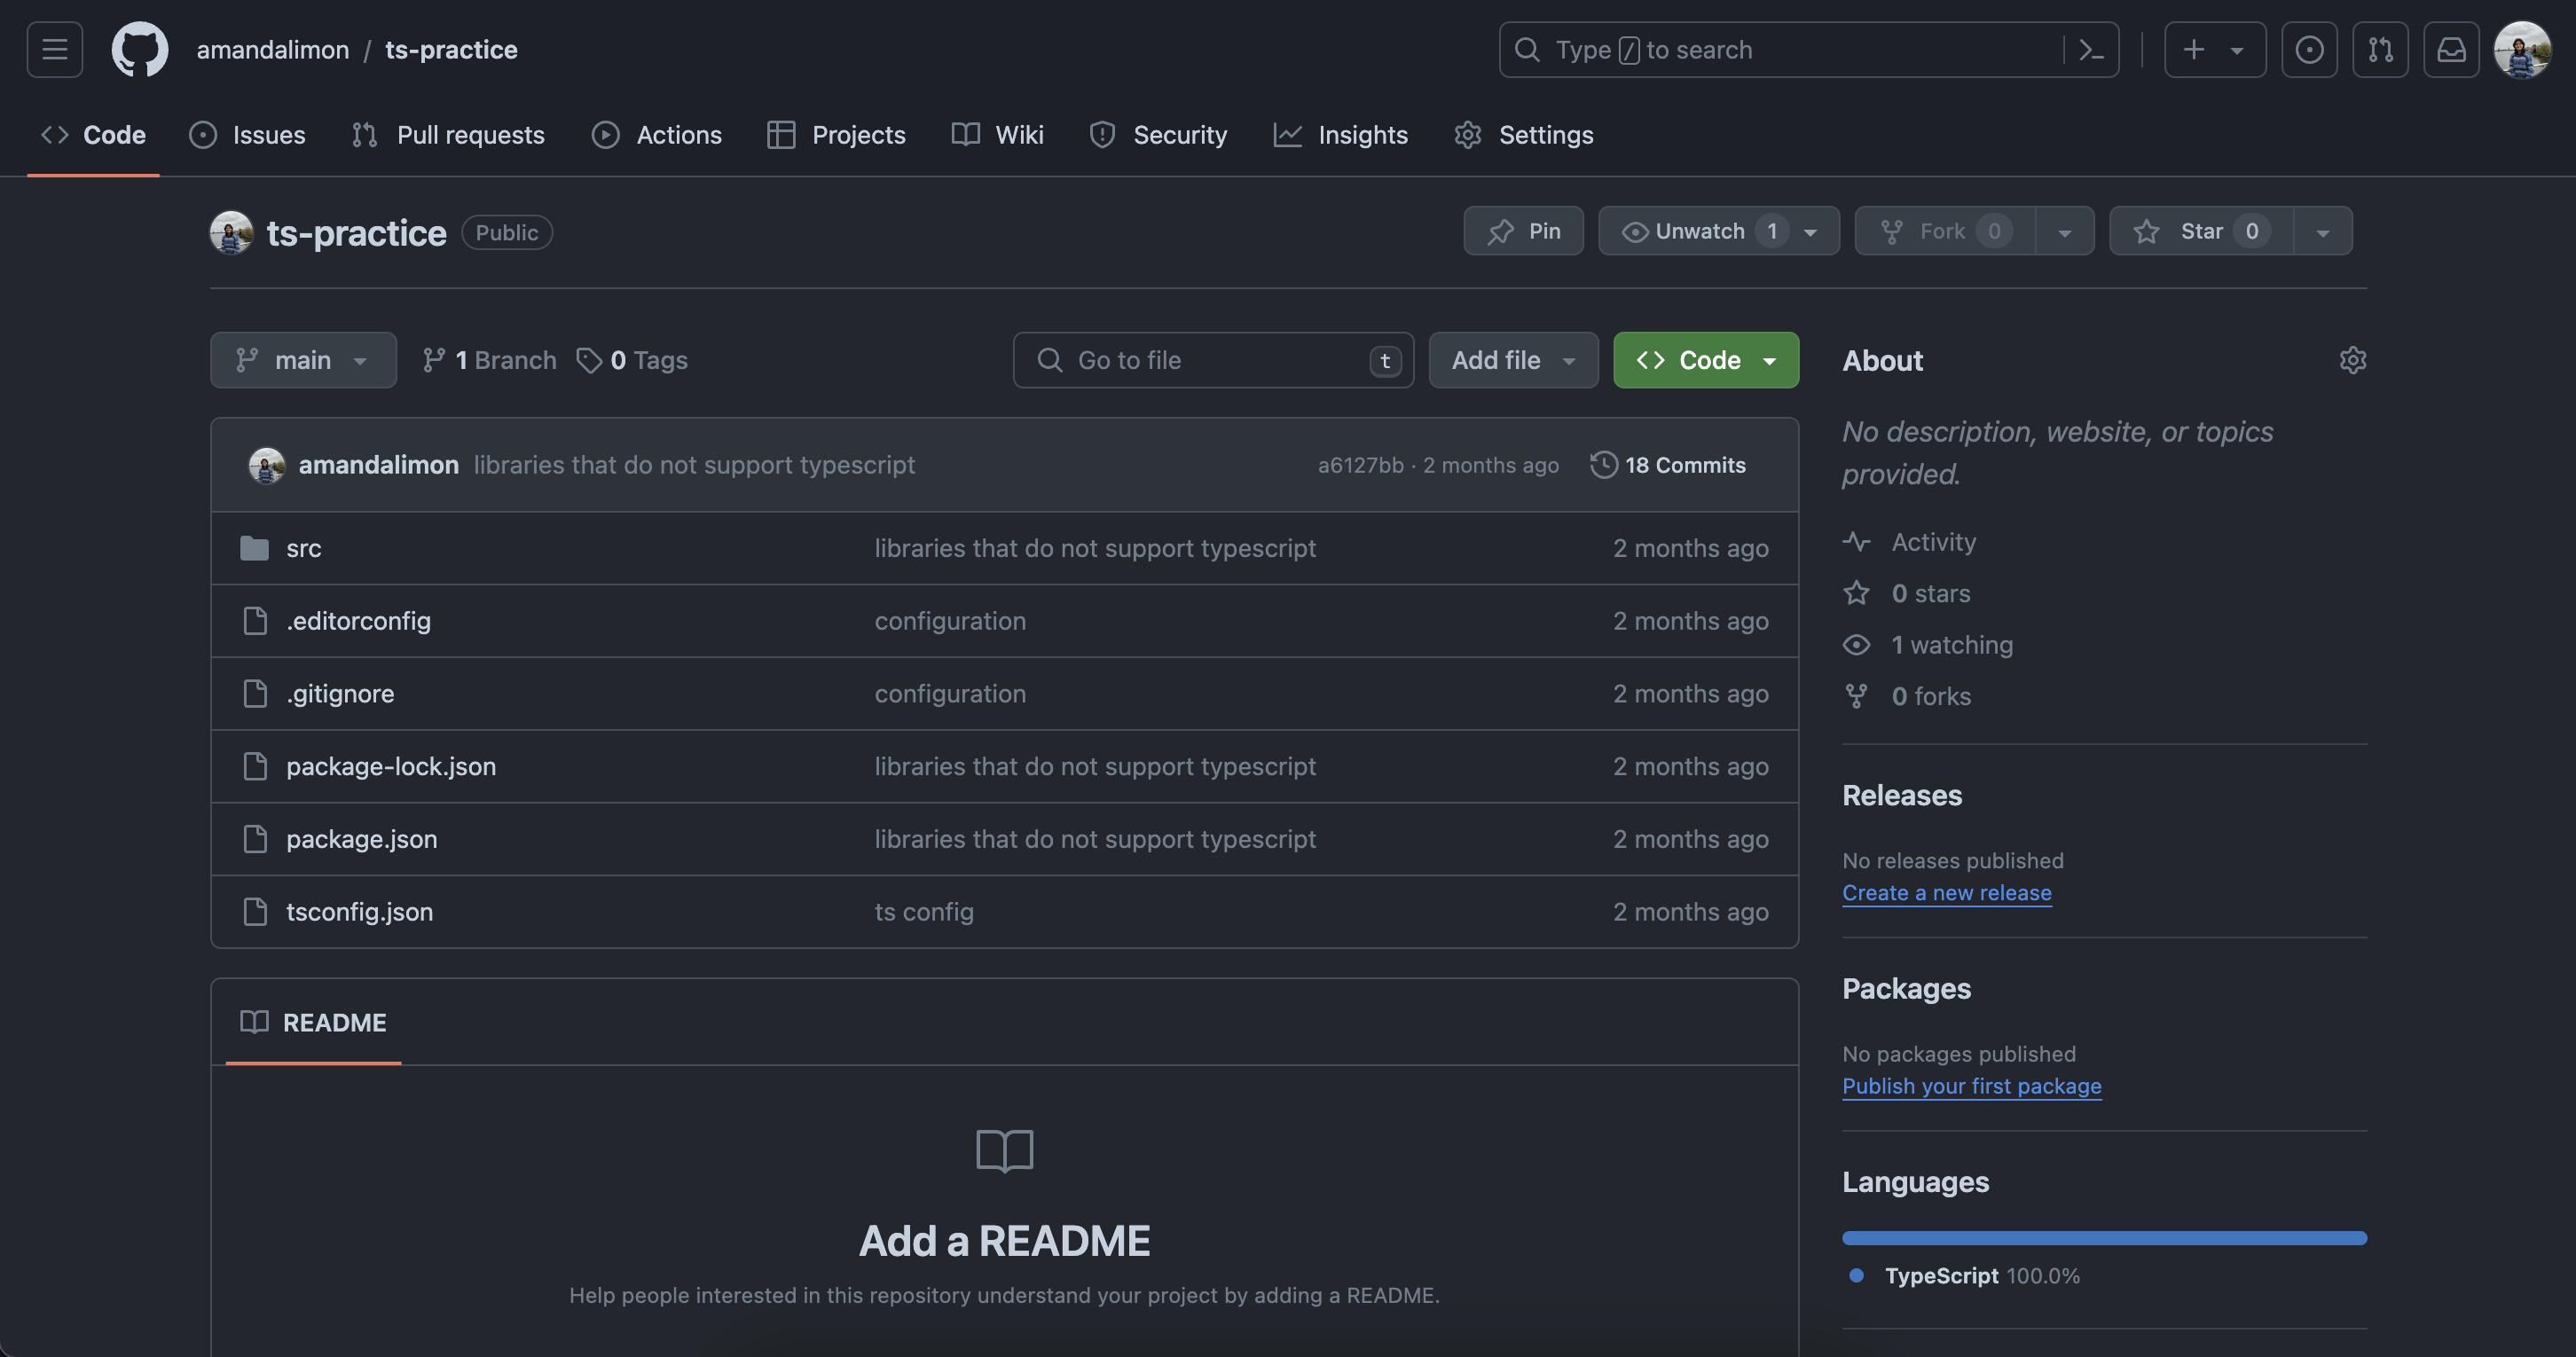 amandalimon / ts-practice
Type / to search
Code
Issues
Pull requests
Actions
Projects
Wiki
Security
Insights
Settings
ts-practice Public
Pin
Unwatch 1
Fork 0
Star 0
main
1 Branch
0 Tags
Go to file t
Add file
Code
amandalimon libraries that do not support typescript a6127bb · 2 months ago 18 Commits
src libraries that do not support typescript 2 months ago
.editorconfig configuration 2 months ago
.gitignore configuration 2 months ago
package-lock.json libraries that do not support typescript 2 months ago
package.json libraries that do not support typescript 2 months ago
tsconfig.json ts config 2 months ago
README
Add a README
Help people interested in this repository understand your project by adding a README.
About
No description, website, or topics
provided.
Activity
0 stars
1 watching
0 forks
Releases
No releases published
Create a new release
Packages
No packages published
Publish your first package
Languages
TypeScript 100.0%